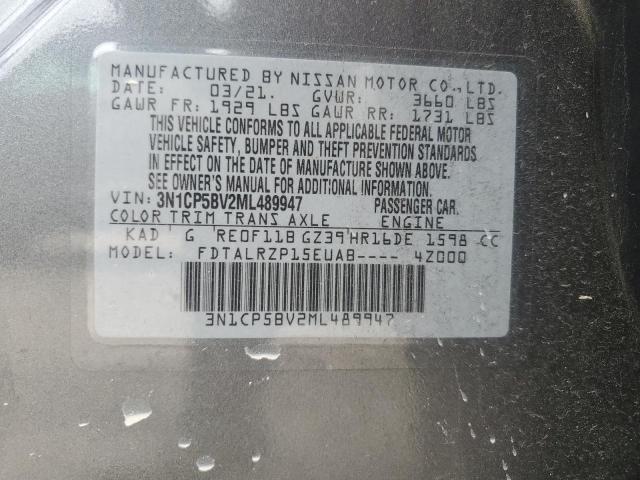 MANUFACTURED BY NISSAN MOTOR CO., LTD.
DATE: 03/21. GVWR: 3660 LBS
GAWR FR: 1929 LBS GAWR RR: 1731 LBS
THIS VEHICLE CONFORMS TO ALL APPLICABLE FEDERAL MOTOR
VEHICLE SAFETY, BUMPER AND THEFT PREVENTION STANDARDS
IN EFFECT ON THE DATE OF MANUFACTURE SHOWN ABOVE.
SEE OWNER'S MANUAL FOR ADDITIONAL INFORMATION.
VIN: 3N1CP5BV2ML489947 PASSENGER CAR.
COLOR TRIM TRANS AXLE ENGINE
KAD G RE0F11B GZ39 HR16DE 1598 CC
MODEL: FDTALRZP15EUAB---- 4Z000
3N1CP5BV2ML489947